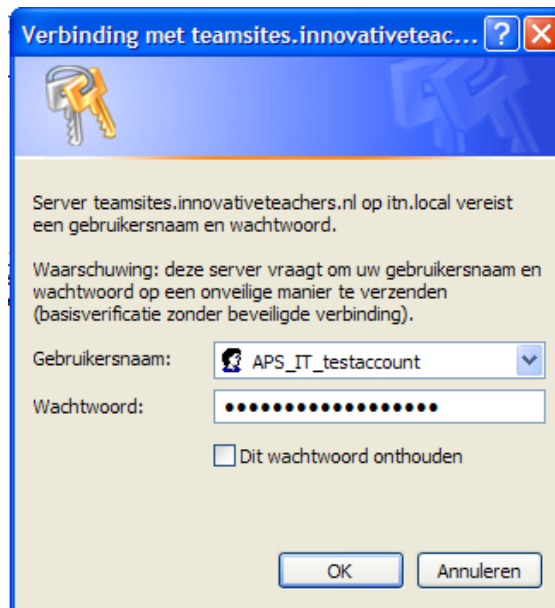 Verbinding met teamsites.innovativeteac...
Server teamsites.innovativeteachers.nl op itn.local vereist
een gebruikersnaam en wachtwoord.
Waarschuwing: deze server vraagt om uw gebruikersnaam en
wachtwoord op een onveilige manier te verzenden
(basisverificatie zonder beveiligde verbinding).
Gebruikersnaam: APS_IT_testaccount
Wachtwoord: ●●●●●●●●●●●●●●●●●●
Dit wachtwoord onthouden
OK Annuleren